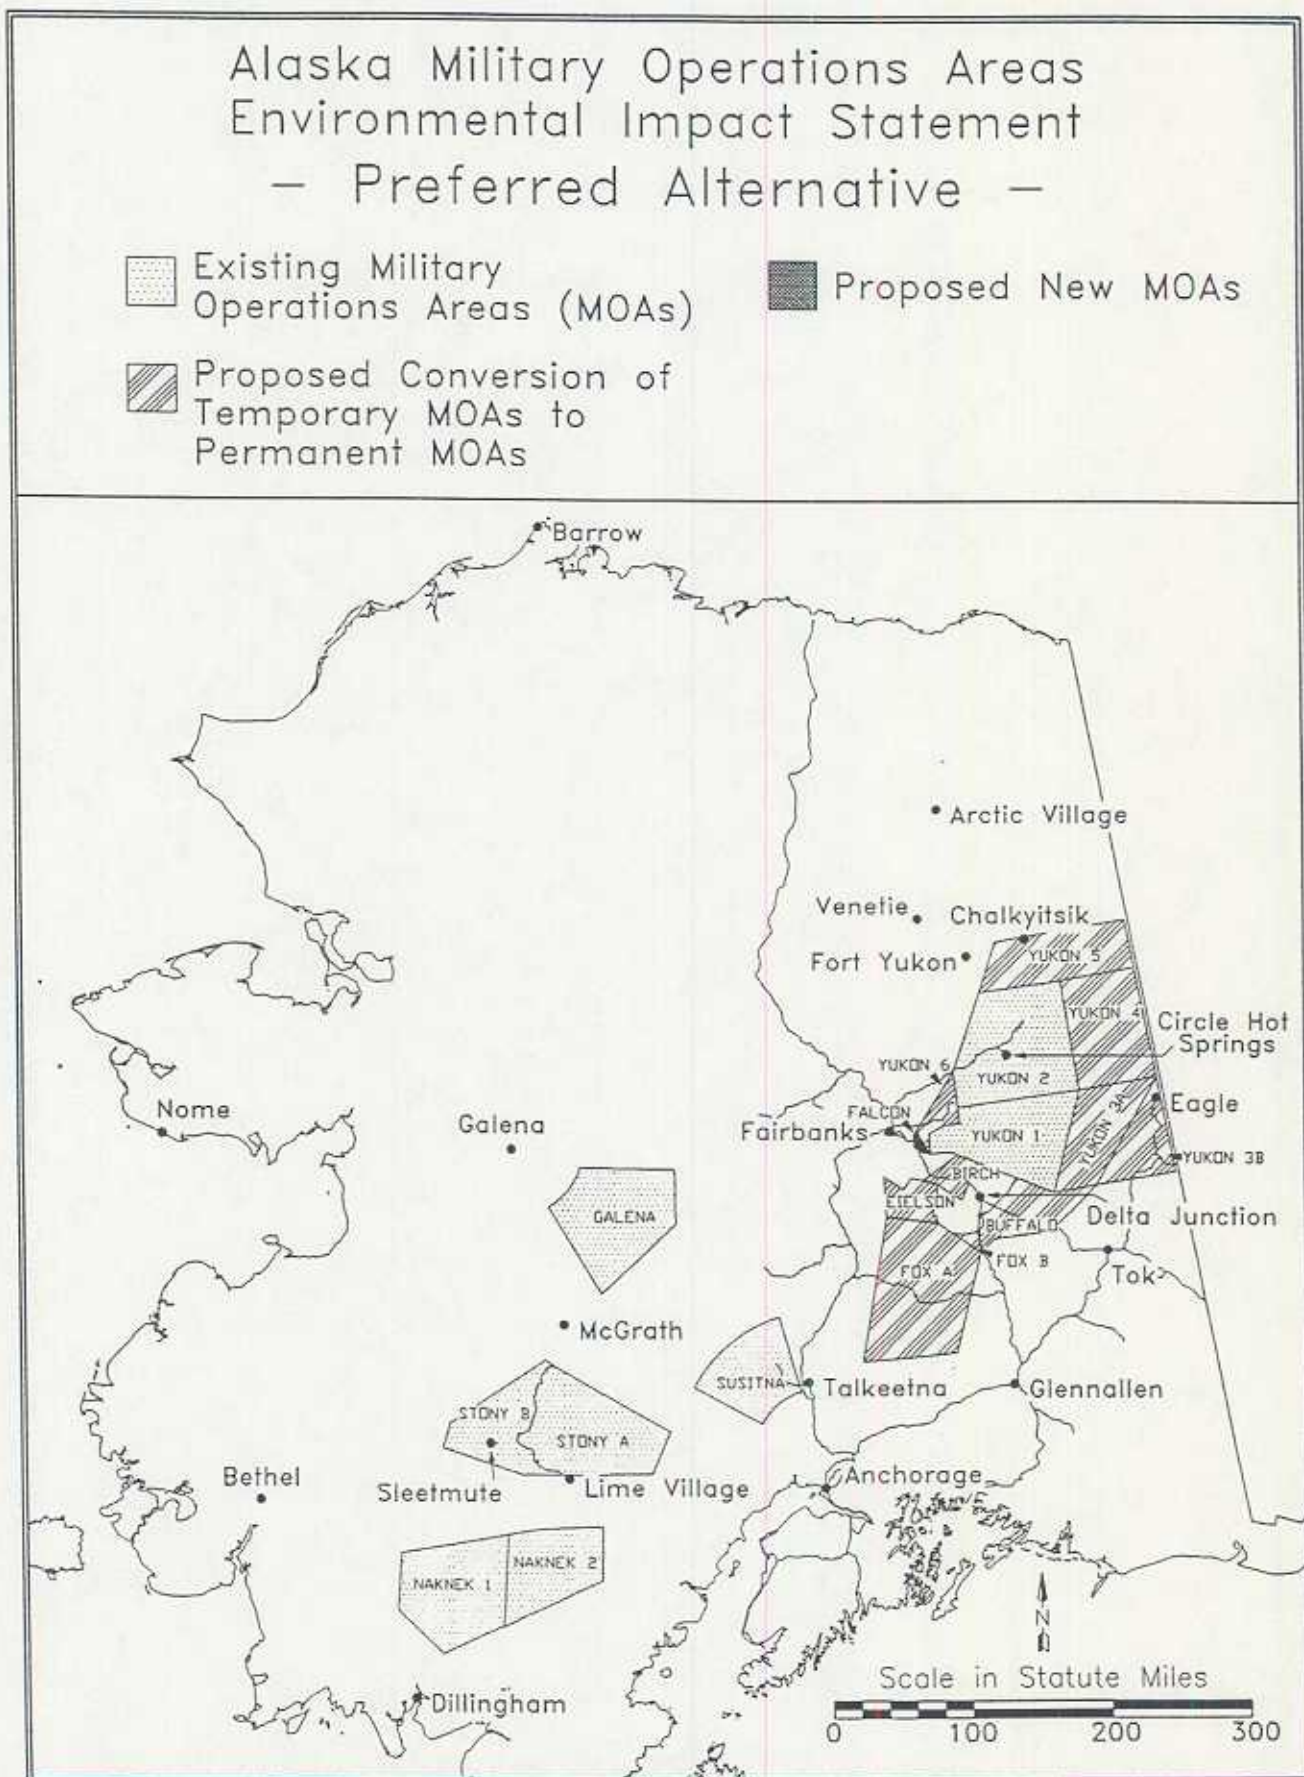 Alaska Military Operations Areas
Environmental Impact Statement
— Preferred Alternative —
Existing Military
Operations Areas (MOAs)
Proposed New MOAs
Proposed Conversion of
Temporary MOAs to
Permanent MOAs
Barrow
Arctic Village
Venetie
Chalkyitsik
Fort Yukon
YUKON 5
YUKON 4
Circle Hot
Springs
YUKON 6
YUKON 2
Nome
Galena
FALCON
Fairbanks
YUKON 1
YUKON 3A
Eagle
YUKON 3B
BIRCH
EIELSON
BUFFALO
Delta Junction
GALENA
FOX A
FOX B
Tok
McGrath
SUSITNA
Talkeetna
Glennallen
STONY B
STONY A
Bethel
Sleetmute
Lime Village
Anchorage
NAKNEK 1
NAKNEK 2
N
Dillingham
Scale in Statute Miles
0 100 200 300